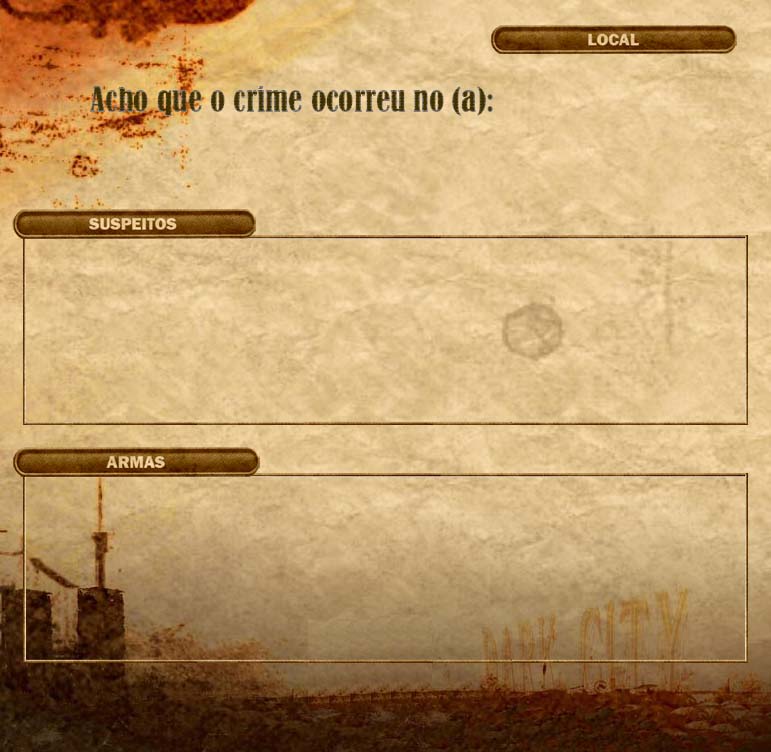 LOCAL
Acho que o crime ocorreu no (a):
SUSPEITOS
ARMAS
DARK CITY